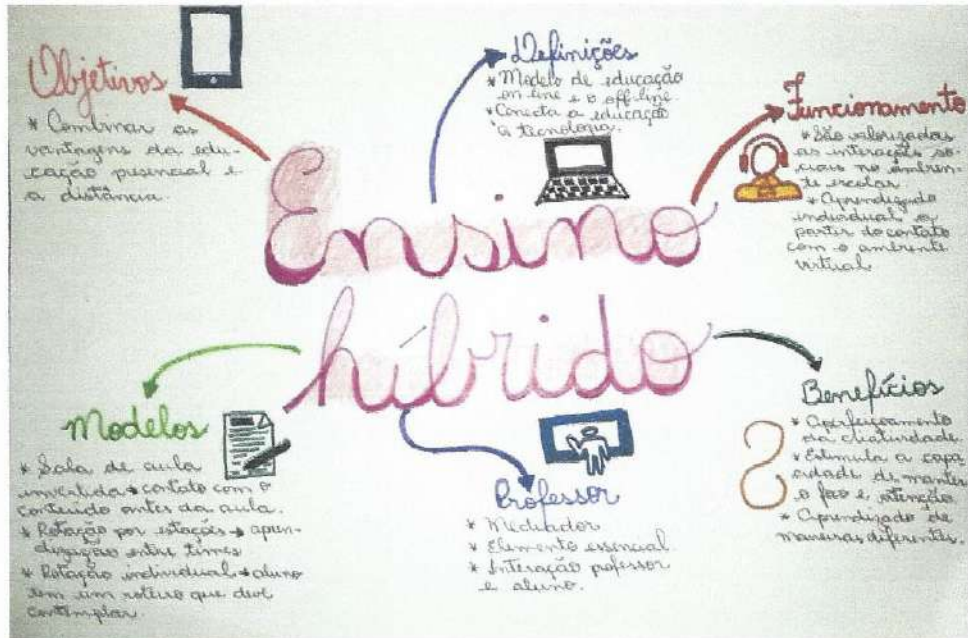 Objetivos
* Combinar as
vantagens da edu-
cação presencial e
a distância.
Definições
* Modelo de educação
on-line e o off-line.
* Conecta a educação
à tecnologia.
Funcionamento
* São valorizadas
as interações so-
ciais no ambien-
te escolar
* Aprendizado
individual a
partir do contato
com o ambiente
virtual
Ensino
híbrido
Modelos
* Sala de aula
invertida → contato com o
conteúdo antes da aula.
* Rotação por estações → apren-
dização entre times
* Rotação individual → aluno
tem um roteiro que deve
contemplar.
Professor
* Mediador
* Elemento essencial.
* Interação professor
e aluno.
Benefícios
* Aperfeiçoamento
da criatividade.
* Estimula a capa
cidade de manter
o foco e atenção.
* Aprendizado de
maneiras diferentes.